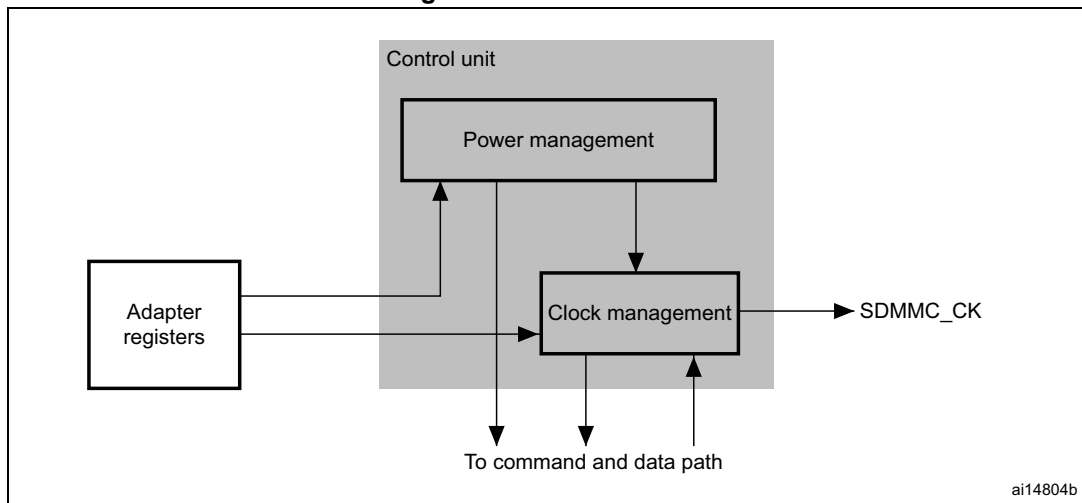 g
Control unit
Power management
Adapter
registers
Clock management
SDMMC_CK
To command and data path
ai14804b